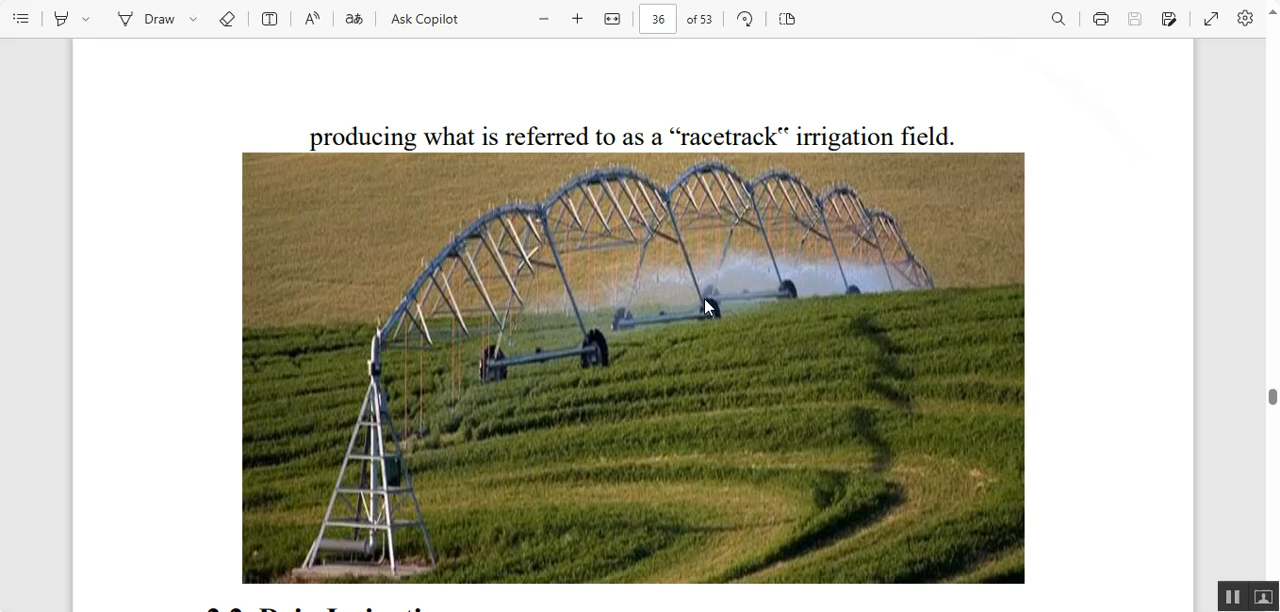 Draw
Ask Copilot
36 of 53
producing what is referred to as a “racetrack‟ irrigation field.